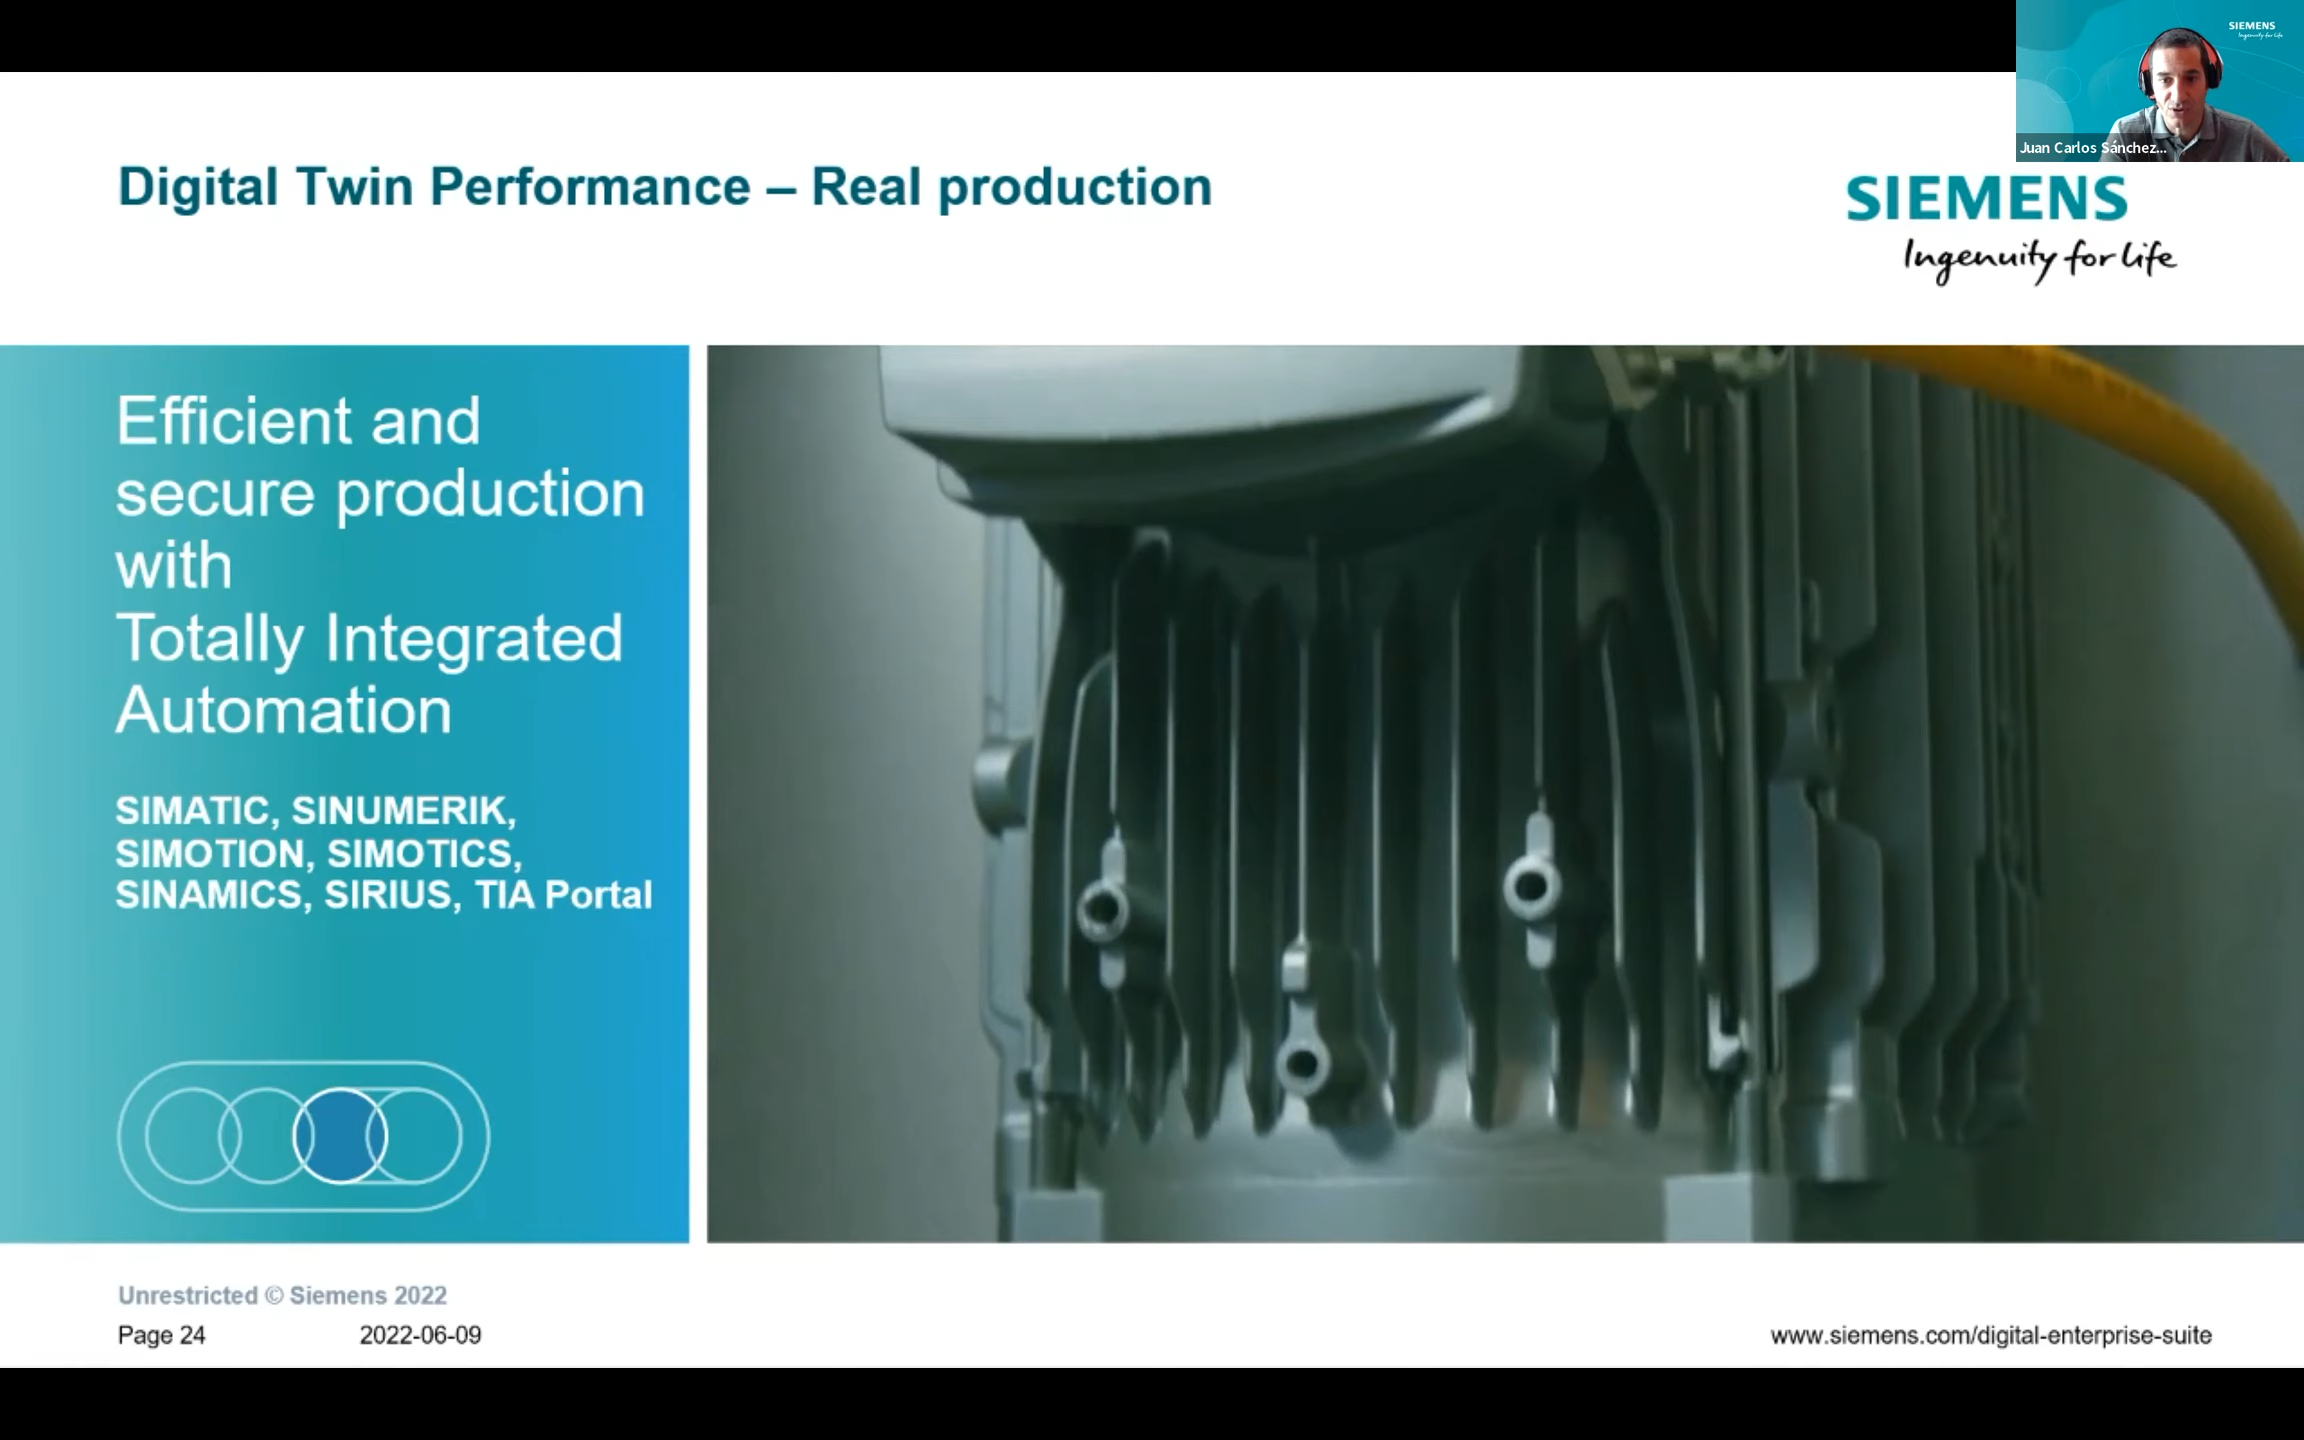 SIEMENS
Ingenuity for life
Juan Carlos Sánchez...
Digital Twin Performance – Real production
SIEMENS
Ingenuity for life
Efficient and
secure production
with
Totally Integrated
Automation
SIMATIC, SINUMERIK,
SIMOTION, SIMOTICS,
SINAMICS, SIRIUS, TIA Portal
Unrestricted © Siemens 2022
Page 24
2022-06-09
www.siemens.com/digital-enterprise-suite